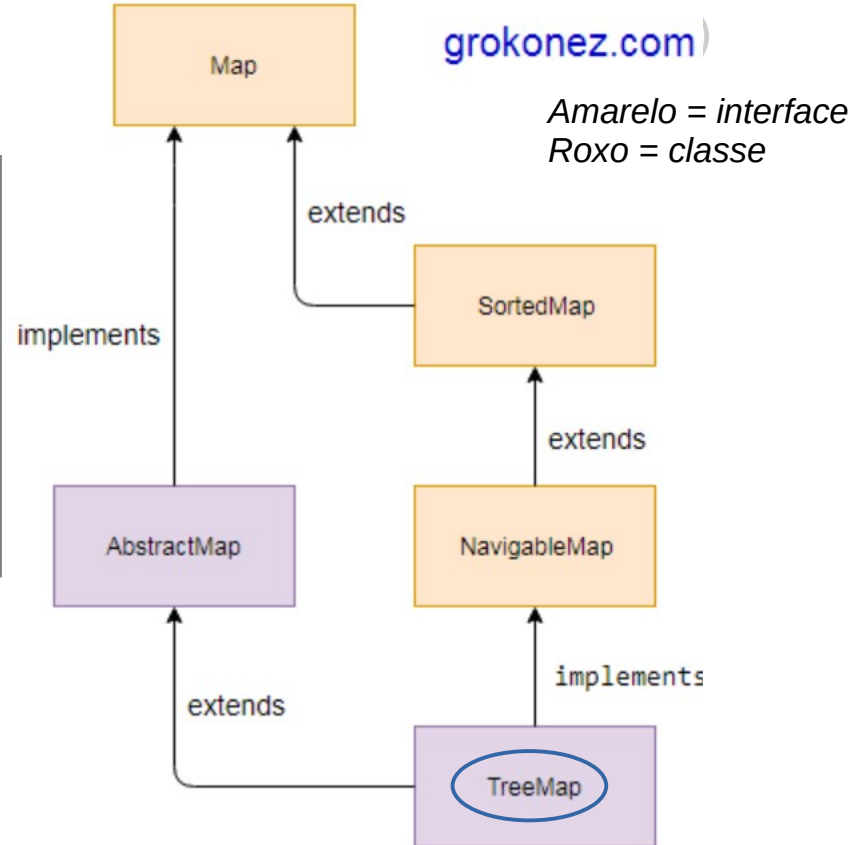 grokonez.com
Map
Amarelo = interface
Roxo = classe
extends
SortedMap
implements
extends
AbstractMap
NavigableMap
implements
extends
TreeMap